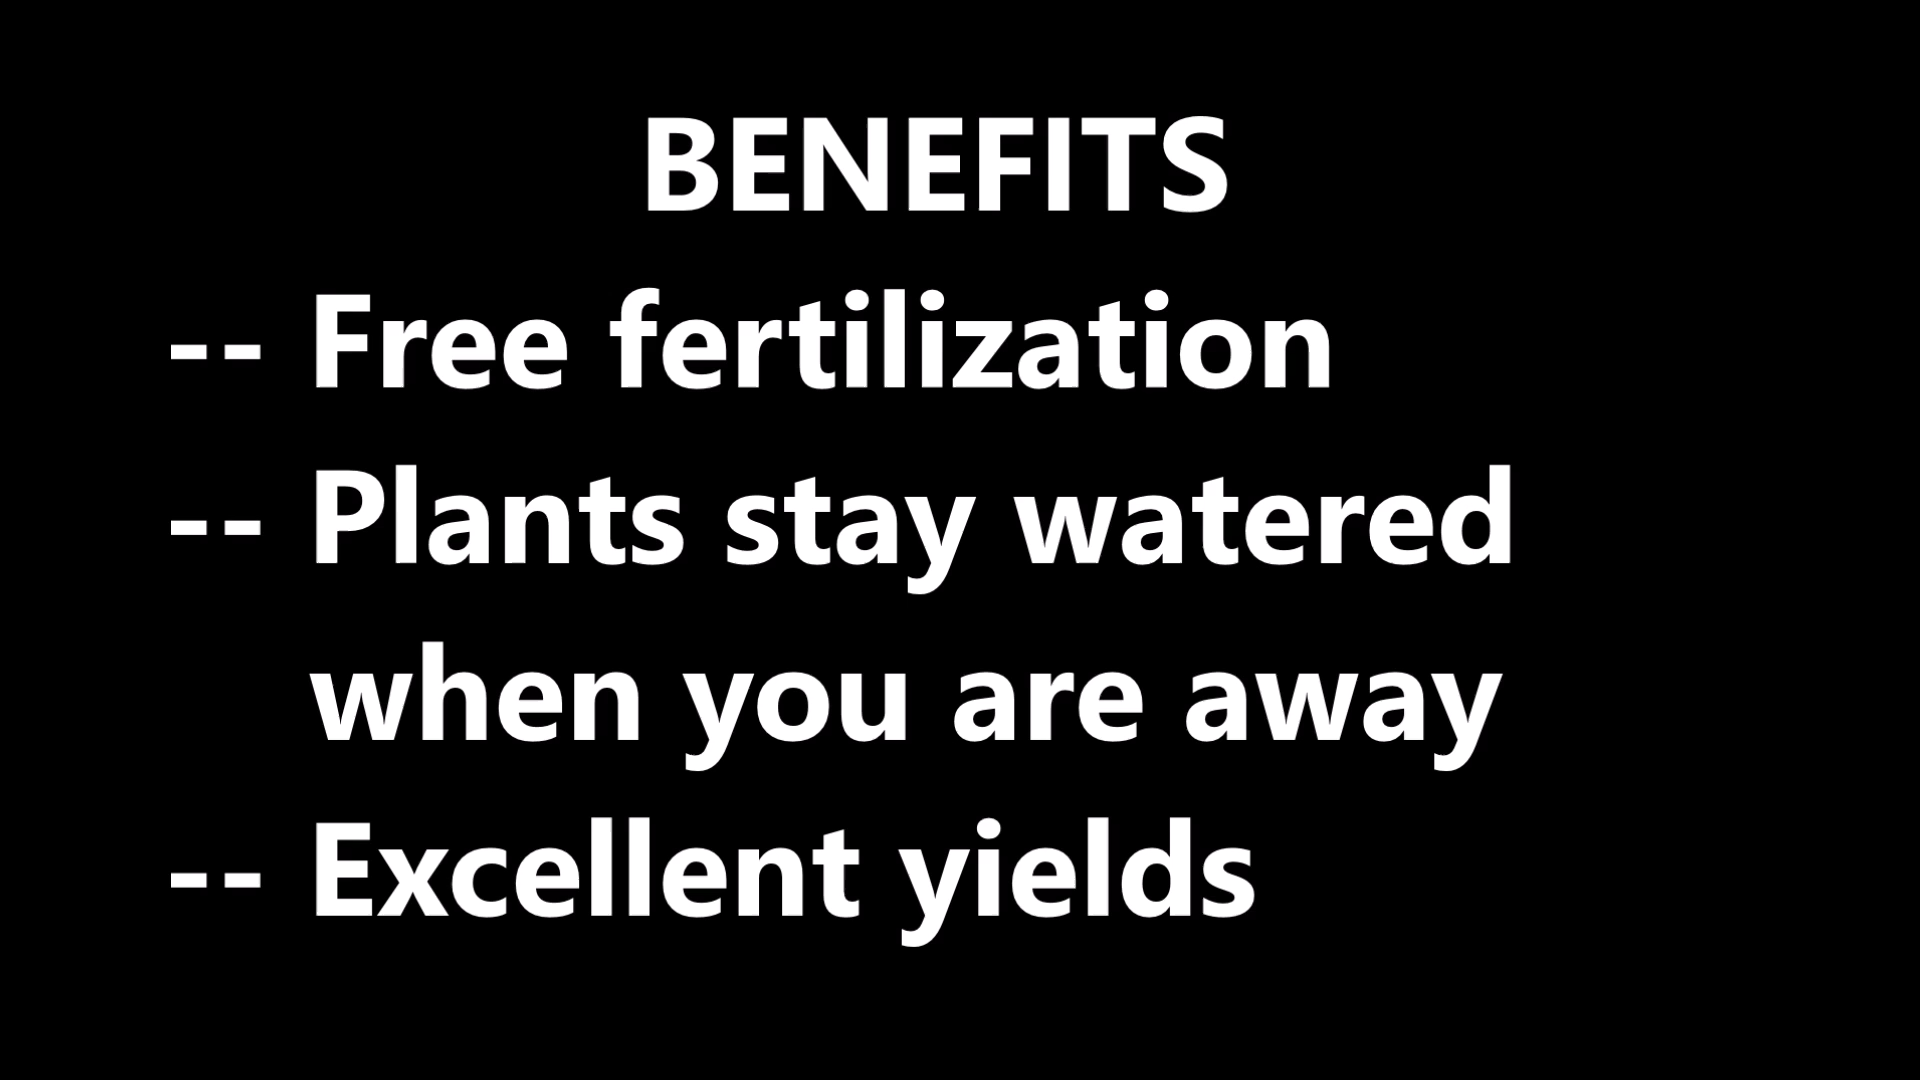 BENEFITS
-- Free fertilization
-- Plants stay watered
when you are away
-- Excellent yields